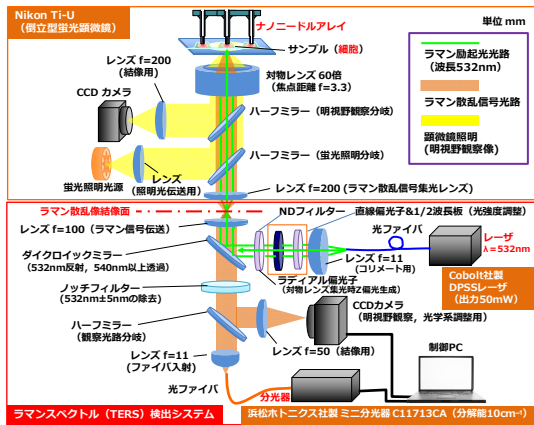 Nikon Ti-U
（倒立型蛍光顕微鏡）
ナノニードルアレイ
単位 mm
サンプル（細胞）
レンズ f=200
（結像用）
対物レンズ 60倍
（焦点距離 f=3.3）
CCD カメラ
ハーフミラー（明視野観察分岐）
ハーフミラー（蛍光照明分岐）
蛍光照明光源
レンズ
（照明光伝送用）
レンズ f=200 (ラマン散乱信号集光レンズ)
ラマン励起光光路
（波長532nm）
ラマン散乱信号光路
顕微鏡照明
(明視野観察像)
ラマン散乱像結像面
レンズ f=100（ラマン信号伝送）
NDフィルター
直線偏光子&1/2波長板（光強度調整）
光ファイバ
ダイクロイックミラー
（532nm反射，540nm以上透過）
レーザ
λ=532nm
レンズ f=11
（コリメート用）
ラディアル偏光子
（対物レンズ集光時Z偏光生成）
Cobolt社製
DPSSレーザ
（出力50mW）
ノッチフィルター
（532nm±5nmの除去）
CCDカメラ
（明視野観察，光学系調整用）
ハーフミラー
（観察光路分岐）
レンズ f=50（結像用）
制御PC
レンズ f=11
（ファイバ入射）
光ファイバ
分光器
ラマンスペクトル（TERS）検出システム
浜松ホトニクス社製 ミニ分光器 C11713CA（分解能10cm⁻¹）